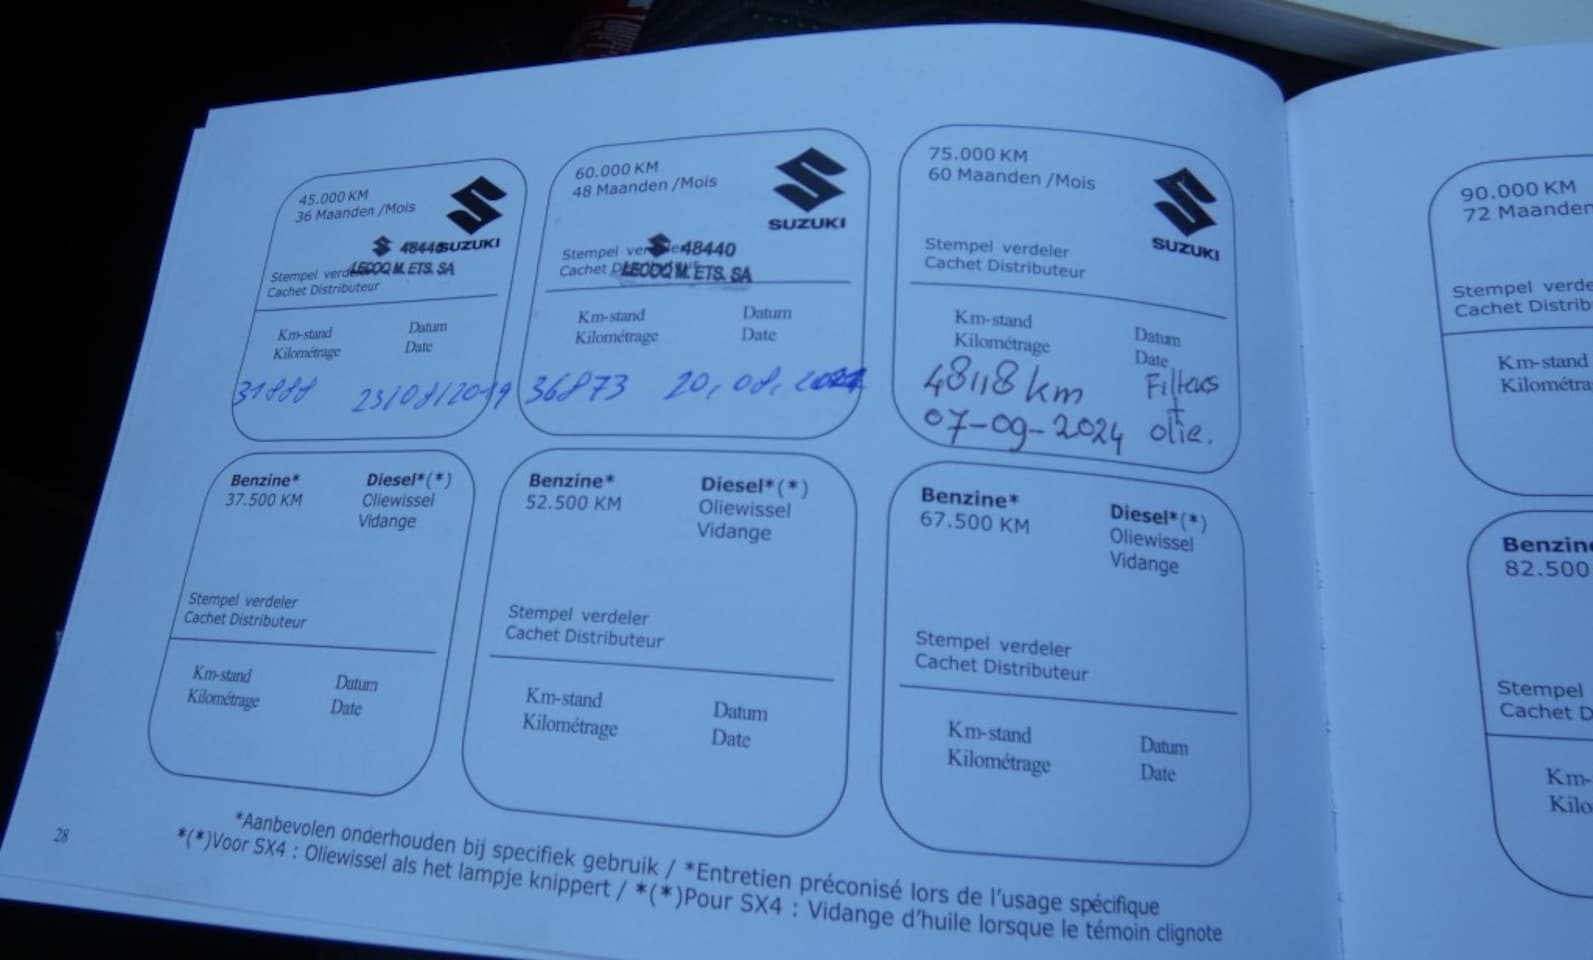 45.000 KM
36 Maanden /Mois
SUZUKI
48440
Stempel verdeler
LECOQ M. ETS. SA
Cachet Distributeur
Km-stand
Datum
Kilométrage
Date
31888
23/08/2019
60.000 KM
48 Maanden /Mois
SUZUKI
Stempel verdeler
48440
Cachet Distributeur
LECOQ M. ETS. SA
Km-stand
Datum
Kilométrage
Date
36873
20,08,
75.000 KM
60 Maanden /Mois
SUZUKI
Stempel verdeler
Cachet Distributeur
Km-stand
Datum
Kilométrage
Date
48118 km
Filters
+
07-09-2024
olie.
90.000 KM
72 Maanden
Stempel verde
Cachet Distrib
Km-stand
Kilométra
Benzine*
Diesel*(*)
37.500 KM
Oliewissel
Vidange
Stempel verdeler
Cachet Distributeur
Km-stand
Datum
Kilométrage
Date
Benzine*
Diesel*(*)
52.500 KM
Oliewissel
Vidange
Stempel verdeler
Cachet Distributeur
Km-stand
Datum
Kilométrage
Date
Benzine*
Diesel*(*)
67.500 KM
Oliewissel
Vidange
Stempel verdeler
Cachet Distributeur
Km-stand
Datum
Kilométrage
Date
Benzine
82.500
Stempel
Cachet D
Km-
Kilo
*Aanbevolen onderhouden bij specifiek gebruik / *Entretien préconisé lors de l'usage spécifique
*(*)Voor SX4 : Oliewissel als het lampje knippert / *(*)Pour SX4 : Vidange d'huile lorsque le témoin clignote
28